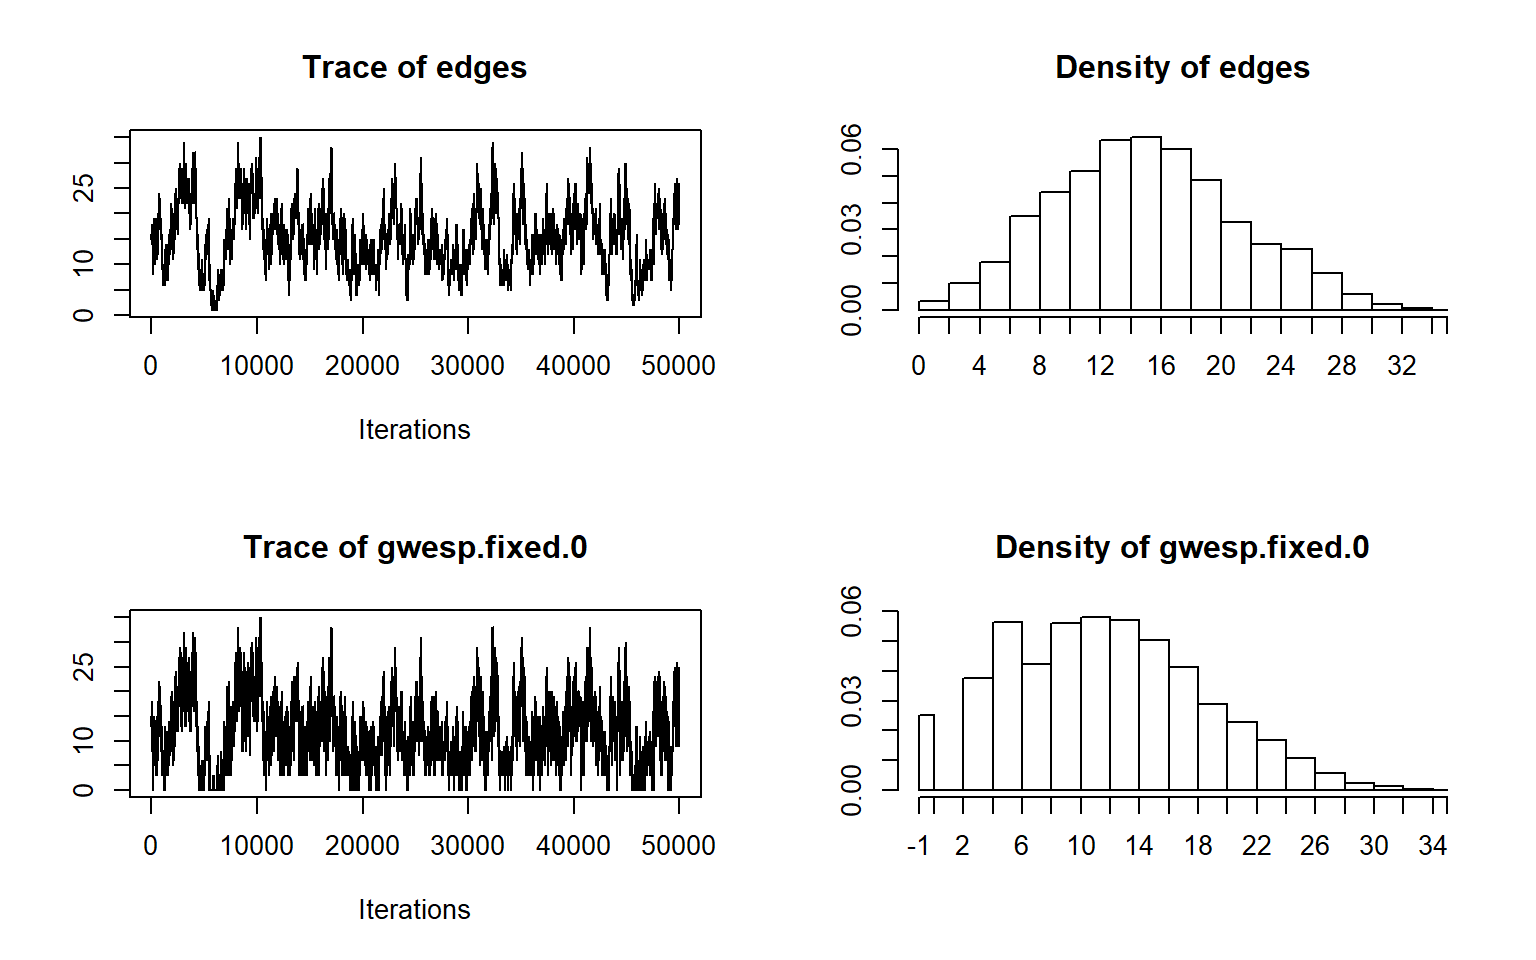 Trace of edges
25
10
0
0 10000 20000 30000 40000 50000
Iterations
Density of edges
0.06
0.03
0.00
0 4 8 12 16 20 24 28 32
Trace of gwesp.fixed.0
25
10
0
0 10000 20000 30000 40000 50000
Iterations
Density of gwesp.fixed.0
0.06
0.03
0.00
-1 2 6 10 14 18 22 26 30 34